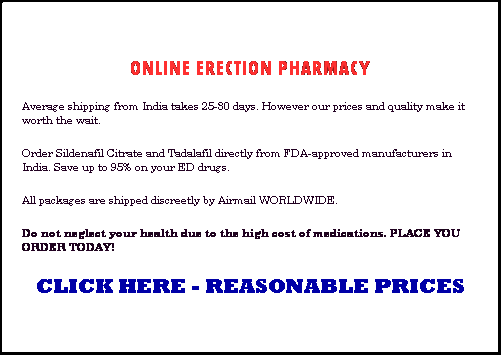 ONLINE ERECTION PHARMACY
Average shipping from India takes 25-30 days. However our prices and quality make it
worth the wait.
Order Sildenafil Citrate and Tadalafil directly from FDA-approved manufacturers in
India. Save up to 95% on your ED drugs.
All packages are shipped discreetly by Airmail WORLDWIDE.
Do not neglect your health due to the high cost of medications. PLACE YOU
ORDER TODAY!
CLICK HERE - REASONABLE PRICES